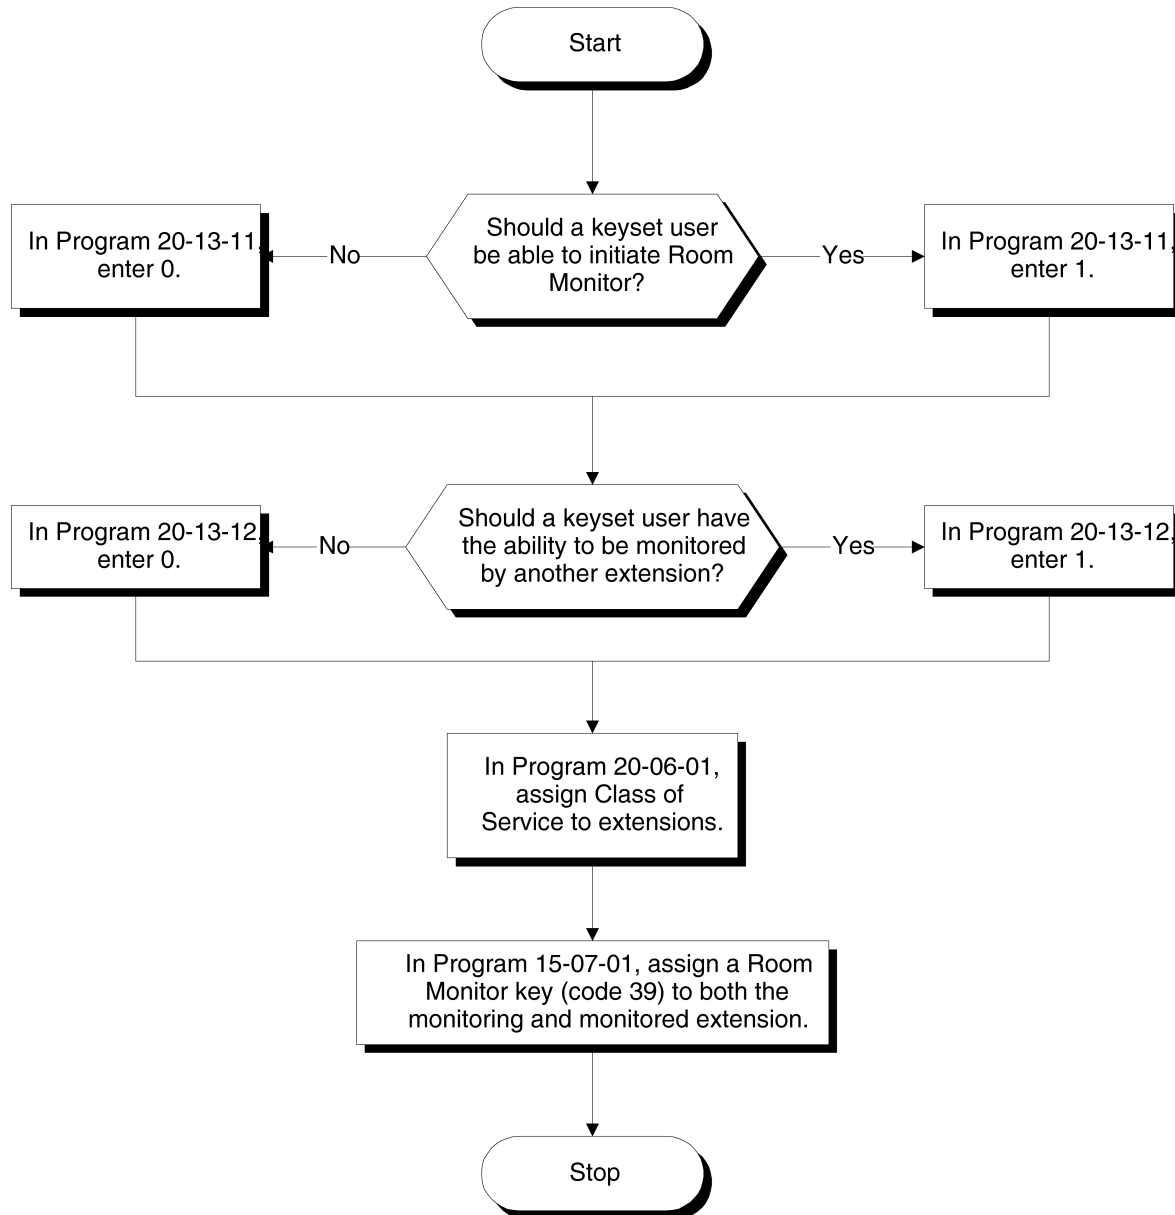 Start
Should a keyset user
be able to initiate Room
Monitor?
No
Yes
In Program 20-13-11,
enter 0.
In Program 20-13-11,
enter 1.
Should a keyset user have
the ability to be monitored
by another extension?
No
Yes
In Program 20-13-12,
enter 0.
In Program 20-13-12,
enter 1.
In Program 20-06-01,
assign Class of
Service to extensions.
In Program 15-07-01, assign a Room
Monitor key (code 39) to both the
monitoring and monitored extension.
Stop